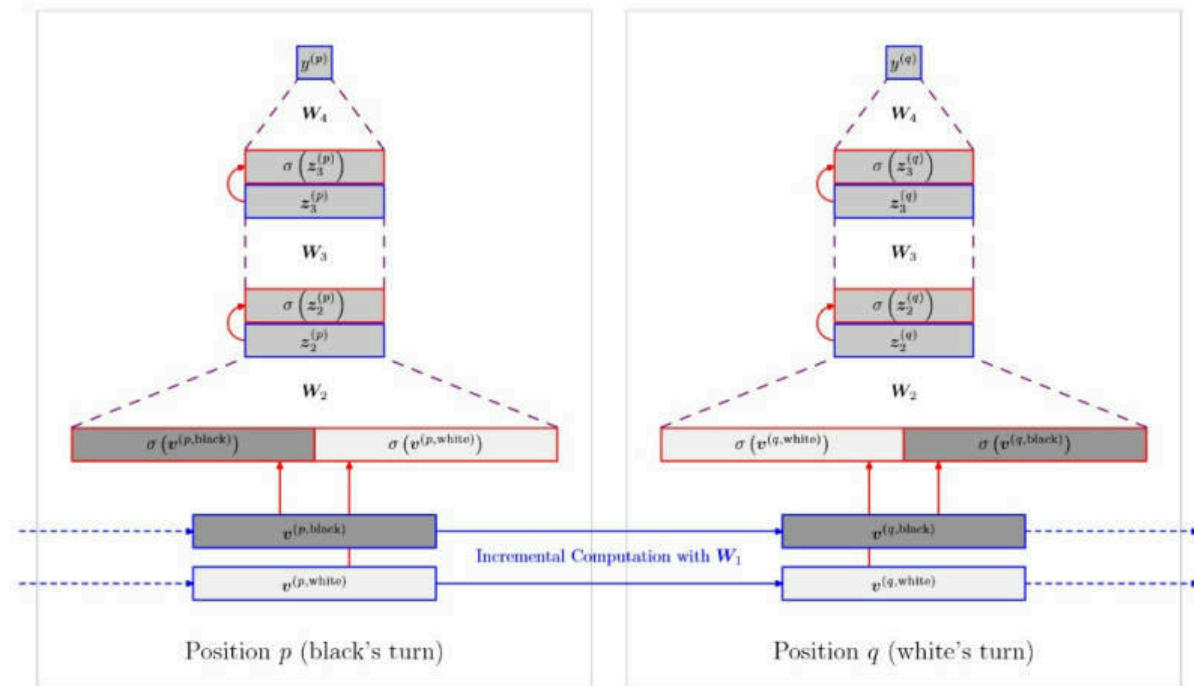 y^{(p)}
W_4
σ(z_3^{(p)})
z_3^{(p)}
W_3
σ(z_2^{(p)})
z_2^{(p)}
W_2
σ(v^{(p,black)}) σ(v^{(p,white)})
v^{(p,black)}
v^{(p,white)}
Position p (black's turn)
Incremental Computation with W_1
y^{(q)}
W_4
σ(z_3^{(q)})
z_3^{(q)}
W_3
σ(z_2^{(q)})
z_2^{(q)}
W_2
σ(v^{(q,white)}) σ(v^{(q,black)})
v^{(q,black)}
v^{(q,white)}
Position q (white's turn)